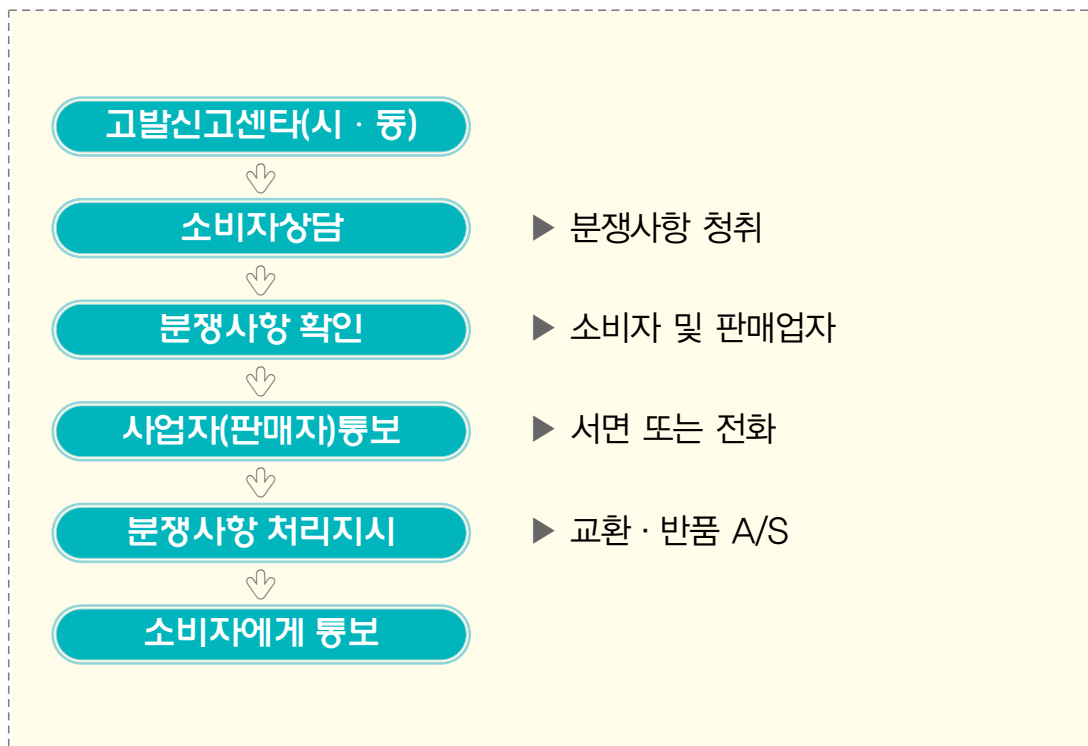 고발신고센타(시 · 동)
소비자상담 ▶ 분쟁사항 청취
분쟁사항 확인 ▶ 소비자 및 판매업자
사업자(판매자)통보 ▶ 서면 또는 전화
분쟁사항 처리지시 ▶ 교환 · 반품 A/S
소비자에게 통보